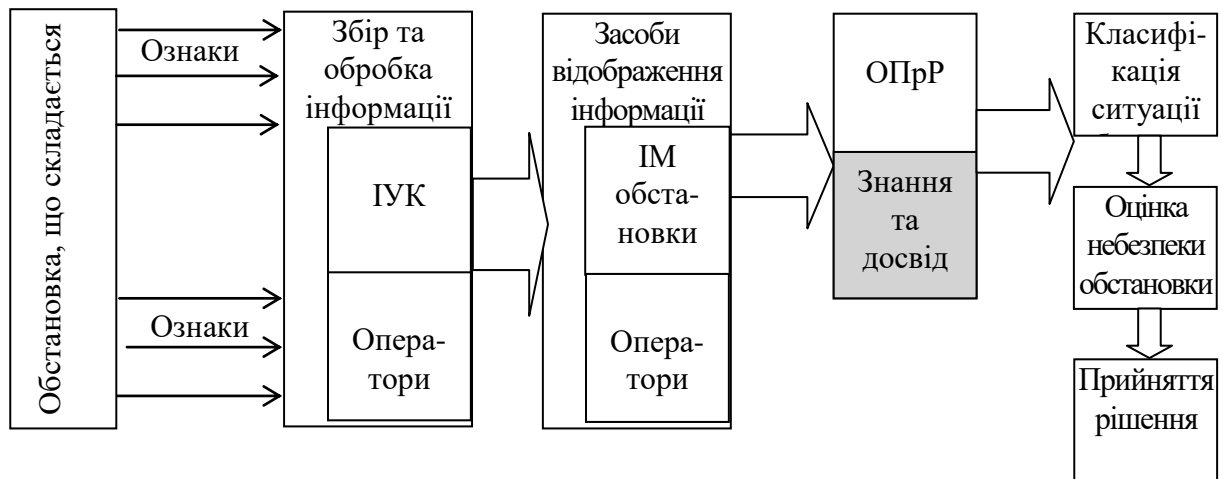 Обстановка, що складається
Ознаки
Ознаки
Збір та
обробка
інформації
ІУК
Опера-
тори
Засоби
відображення
інформації
ІМ
обста-
новки
Опера-
тори
ОПрР
Знання
та
досвід
Класифі-
кація
ситуації
Оцінка
небезпеки
обстановки
Прийняття
рішення